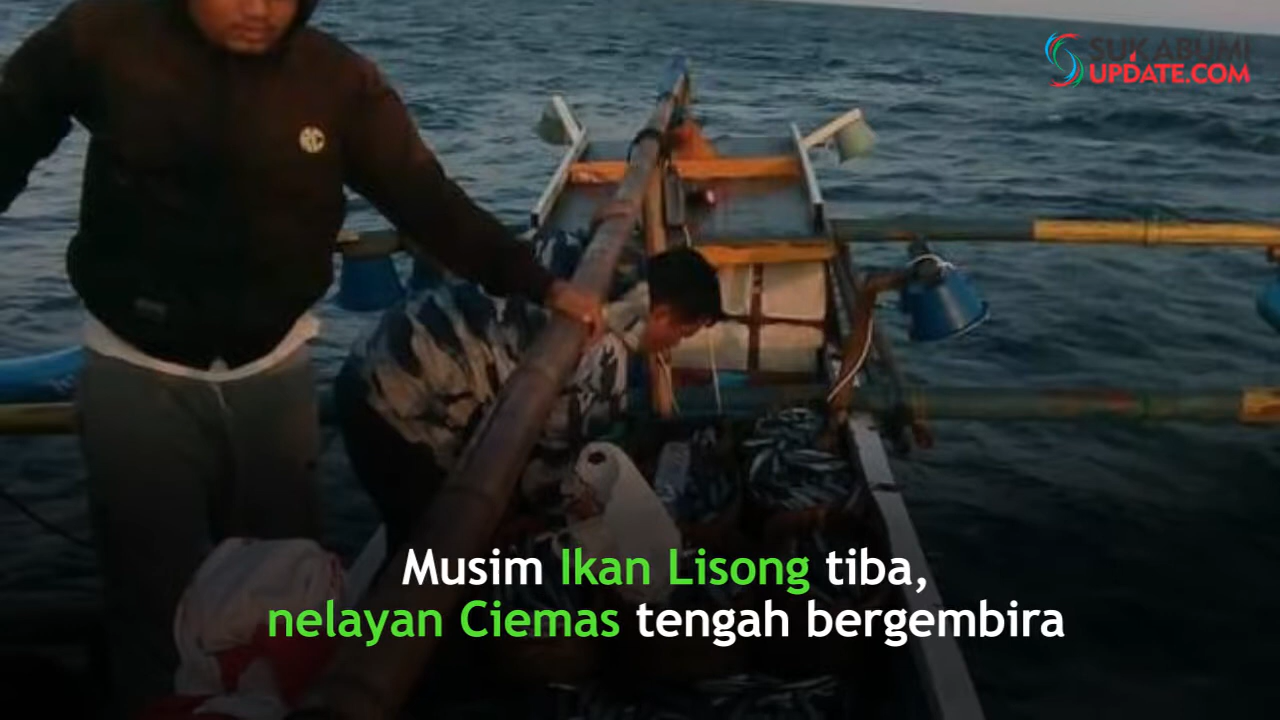 SUKABUMI
UPDATE.COM
Musim Ikan Lisong tiba,
nelayan Ciemas tengah bergembira